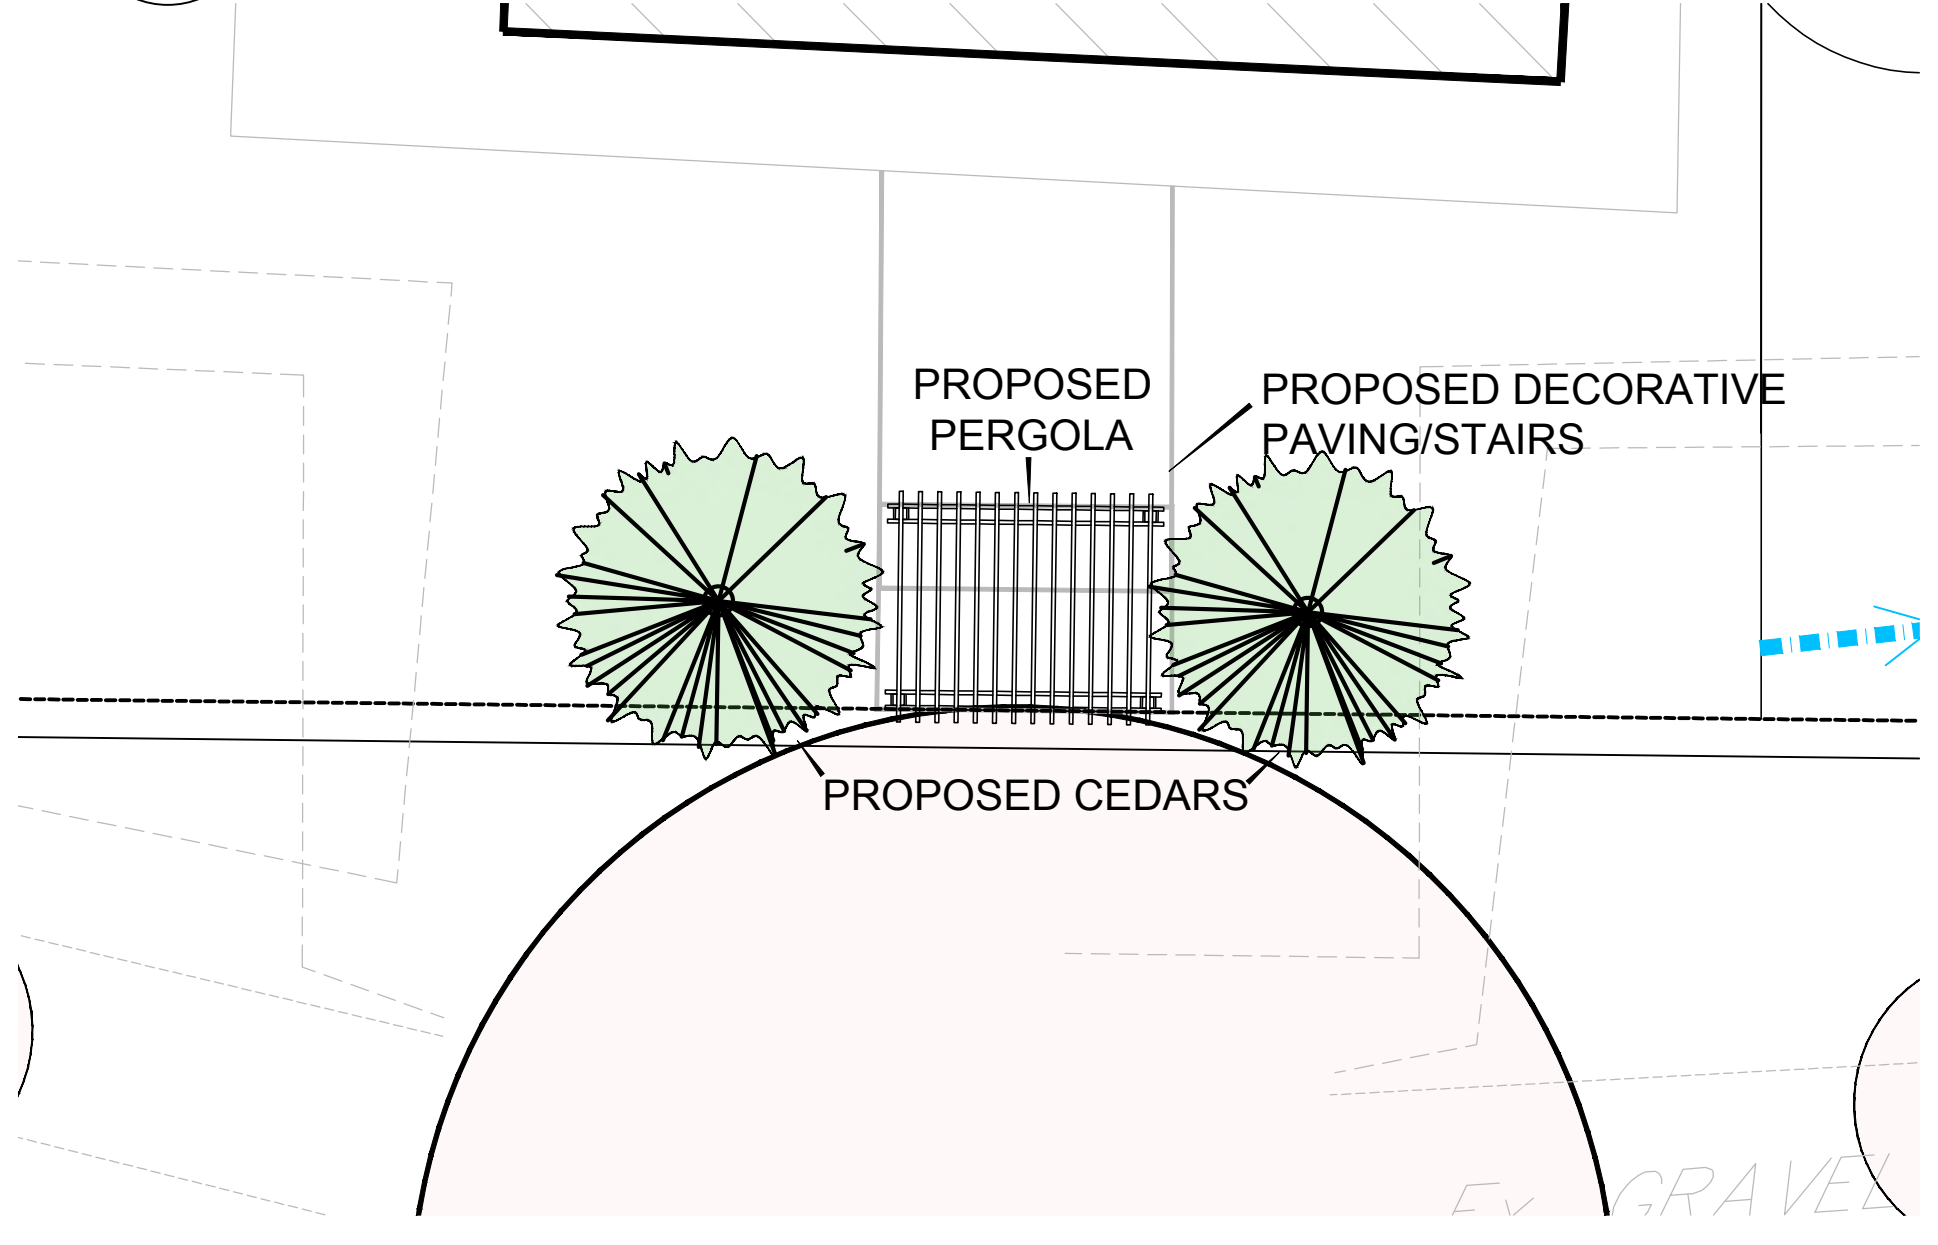 PROPOSED
PERGOLA
PROPOSED DECORATIVE
PAVING/STAIRS
PROPOSED CEDARS
GRAVEL